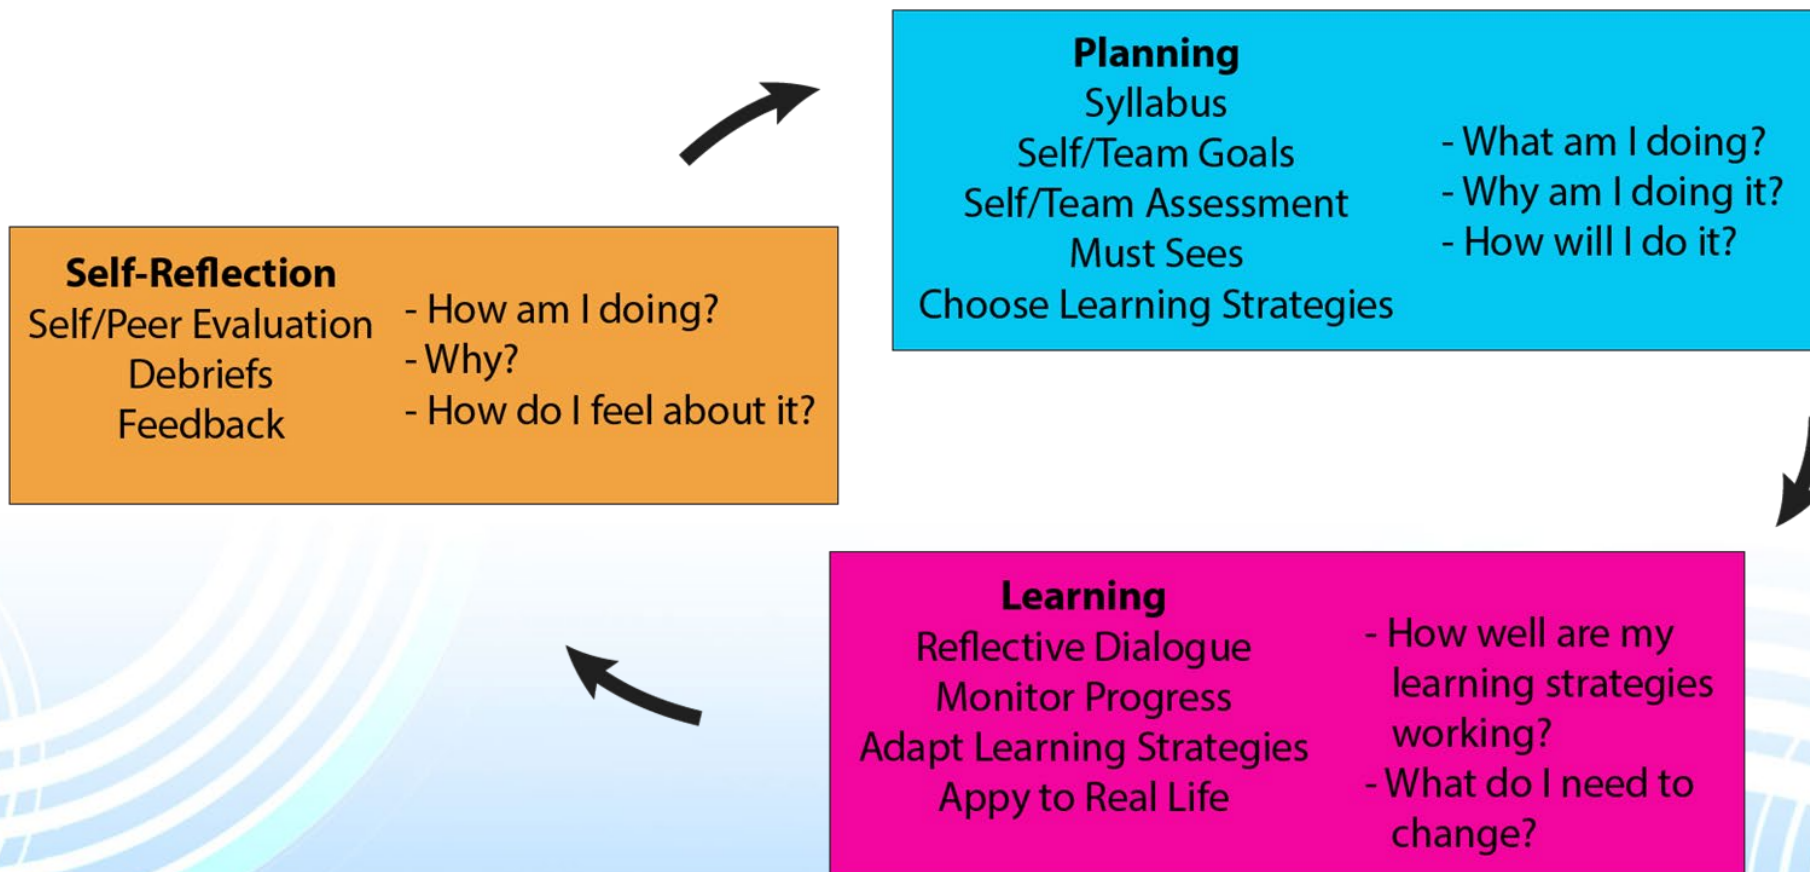 Planning
Syllabus
Self/Team Goals
Self/Team Assessment
Must Sees
Choose Learning Strategies
- What am I doing?
- Why am I doing it?
- How will I do it?
Self-Reflection
Self/Peer Evaluation
Debriefs
Feedback
- How am I doing?
- Why?
- How do I feel about it?
Learning
Reflective Dialogue
Monitor Progress
Adapt Learning Strategies
Appy to Real Life
- How well are my
learning strategies
working?
- What do I need to
change?